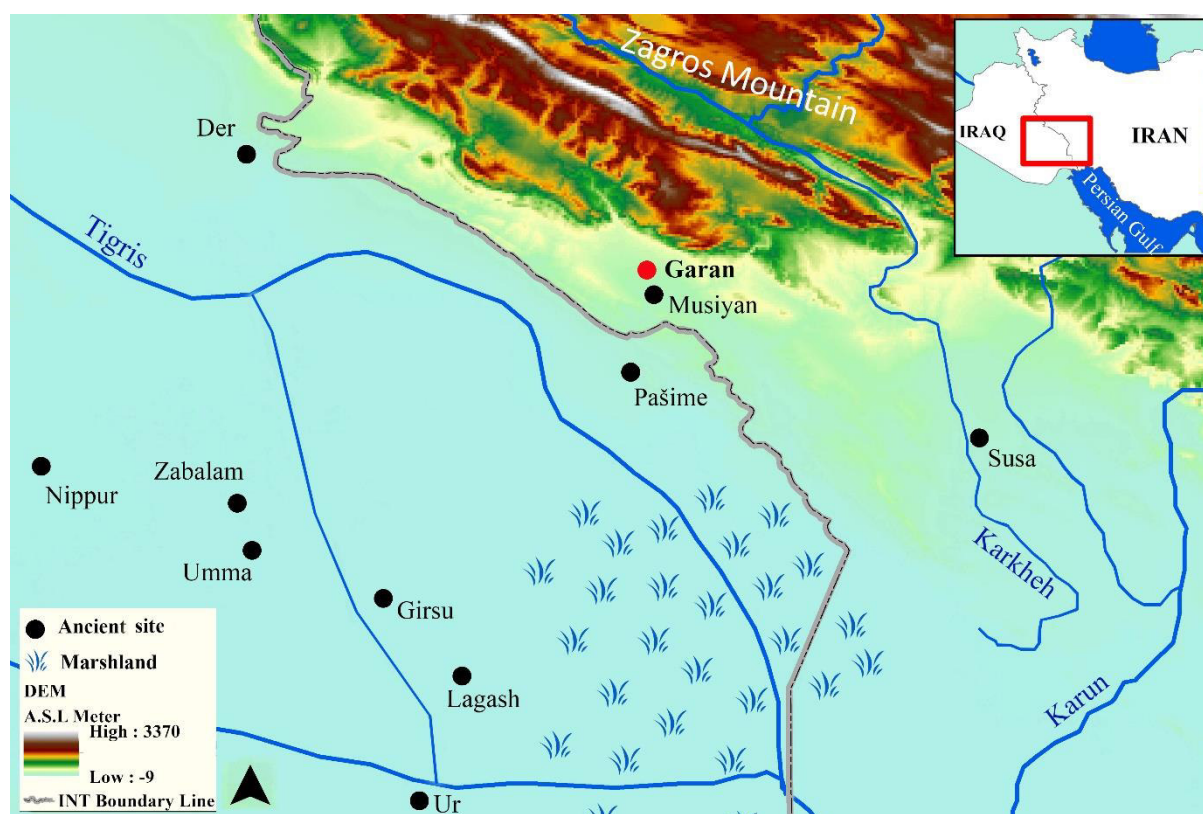 Zagros Mountain
IRAQ
IRAN
Persian Gulf
Der
Tigris
Garan
Musiyan
Pašime
Susa
Nippur
Zabalam
Umma
Girsu
Karkheh
Lagash
Karun
Ur
Ancient site
Marshland
DEM
A.S.L Meter
High : 3370
Low : -9
INT Boundary Line